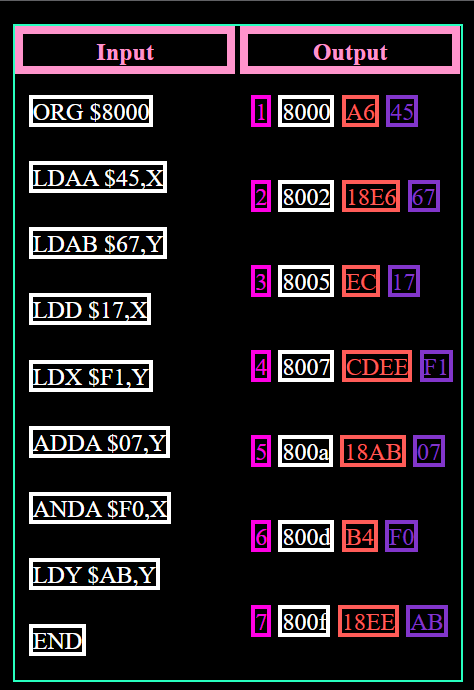 Input
ORG $8000
LDAA $45,X
LDAB $67,Y
LDD $17,X
LDX $F1,Y
ADDA $07,Y
ANDA $F0,X
LDY $AB,Y
END
Output
1 8000 A6 45
2 8002 18E6 67
3 8005 EC 17
4 8007 CDEE F1
5 800a 18AB 07
6 800d B4 F0
7 800f 18EE AB